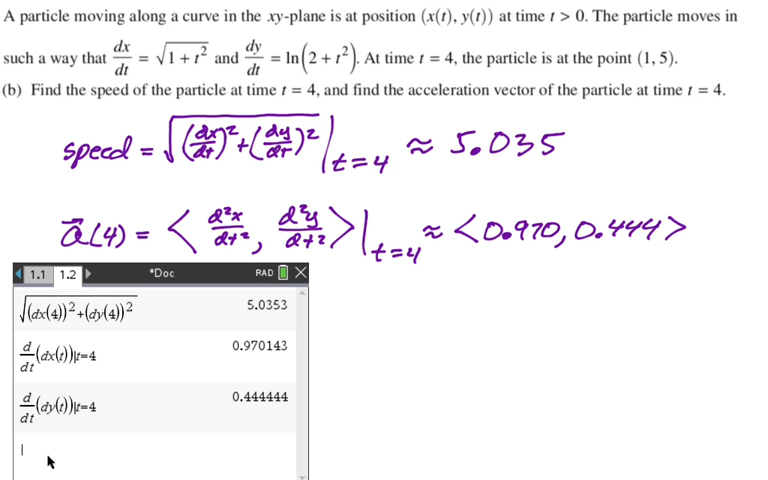 A particle moving along a curve in the xy-plane is at position (x(t), y(t)) at time t > 0. The particle moves in
such a way that dx/dt = √(1 + t²) and dy/dt = ln(2 + t²). At time t = 4, the particle is at the point (1, 5).
(b) Find the speed of the particle at time t = 4, and find the acceleration vector of the particle at time t = 4.
speed = √((dx/dt)² + (dy/dt)²) |t=4 ≈ 5.035
a⃗(4) = < d²x/dt², d²y/dt² > |t=4 ≈ <0.970, 0.444>
1.1 1.2 *Doc RAD
√((dx(4))²+(dy(4))²) 5.0353
d/dt(dx(t))|t=4 0.970143
d/dt(dy(t))|t=4 0.444444